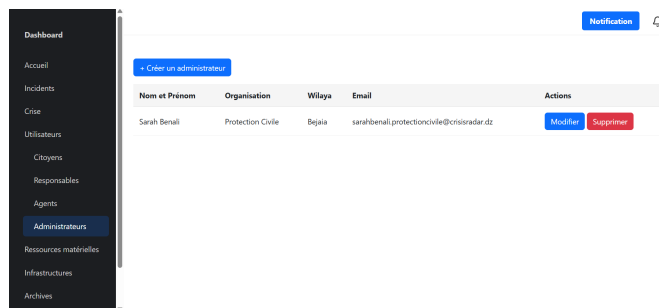 Notification
Dashboard
Accueil
Incidents
Crise
Utilisateurs
Citoyens
Responsables
Agents
Administrateurs
Ressources matérielles
Infrastructures
Archives
+ Créer un administrateur
Nom et Prénom Organisation Wilaya Email Actions
Sarah Benali Protection Civile Bejaia sarahbenali.protectioncivile@crisisradar.dz Modifier Supprimer